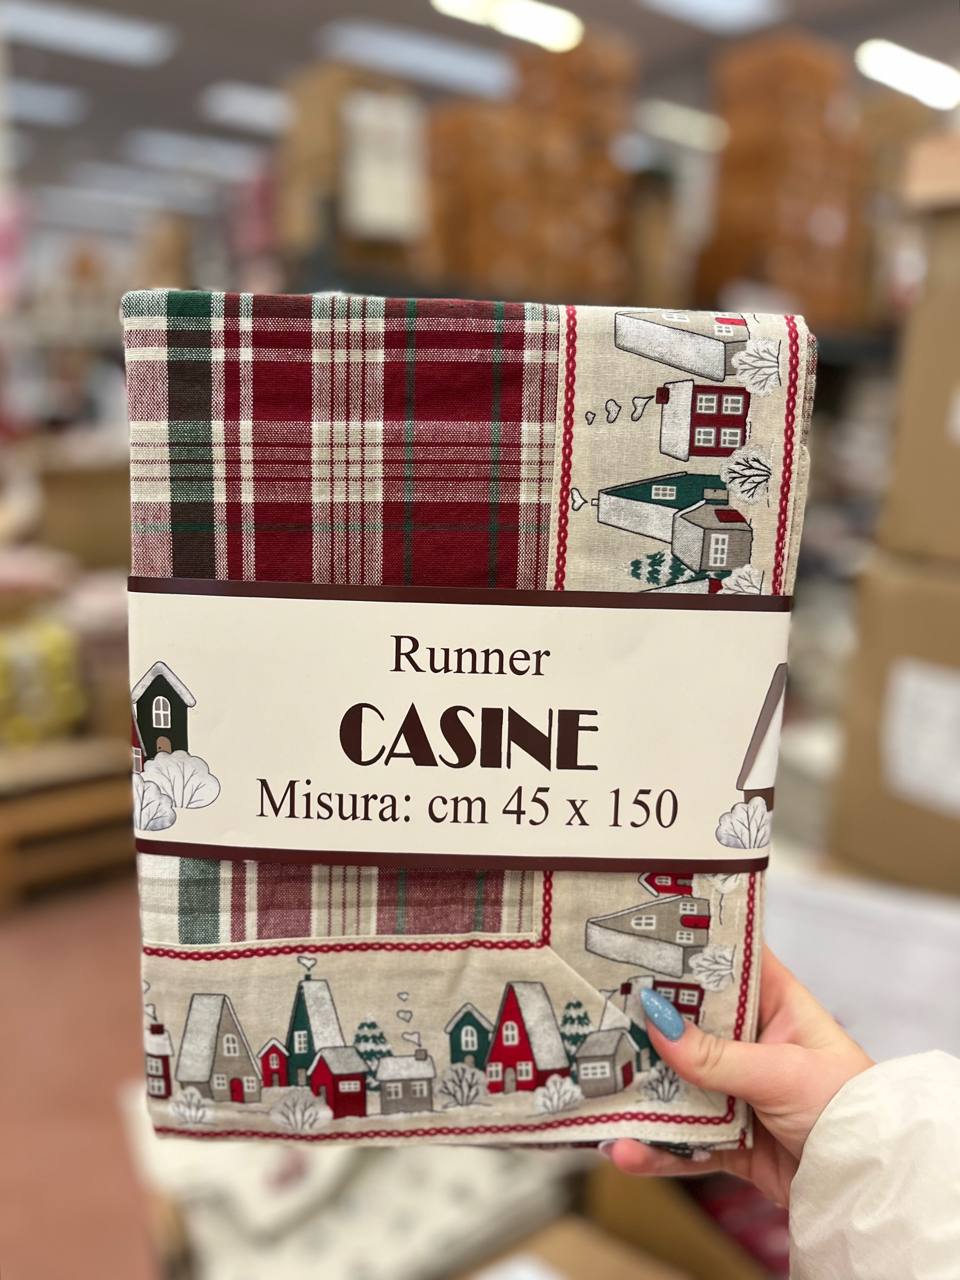 Runner
CASINE
Misura: cm 45 x 150